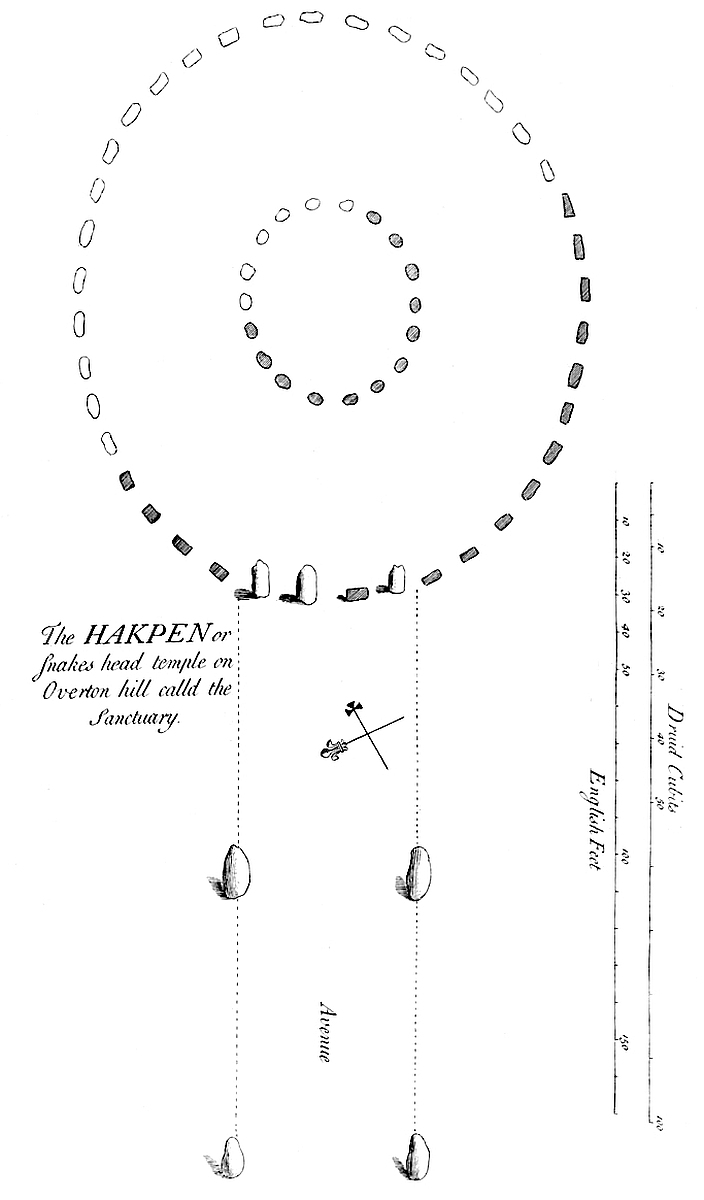 The HAKPEN or
Snakes head temple on
Overton hill calld the
Sanctuary.
Avenue
English Feet
10
20
30
40
50
100
150
Druid Cubits
10
20
30
40
50
100